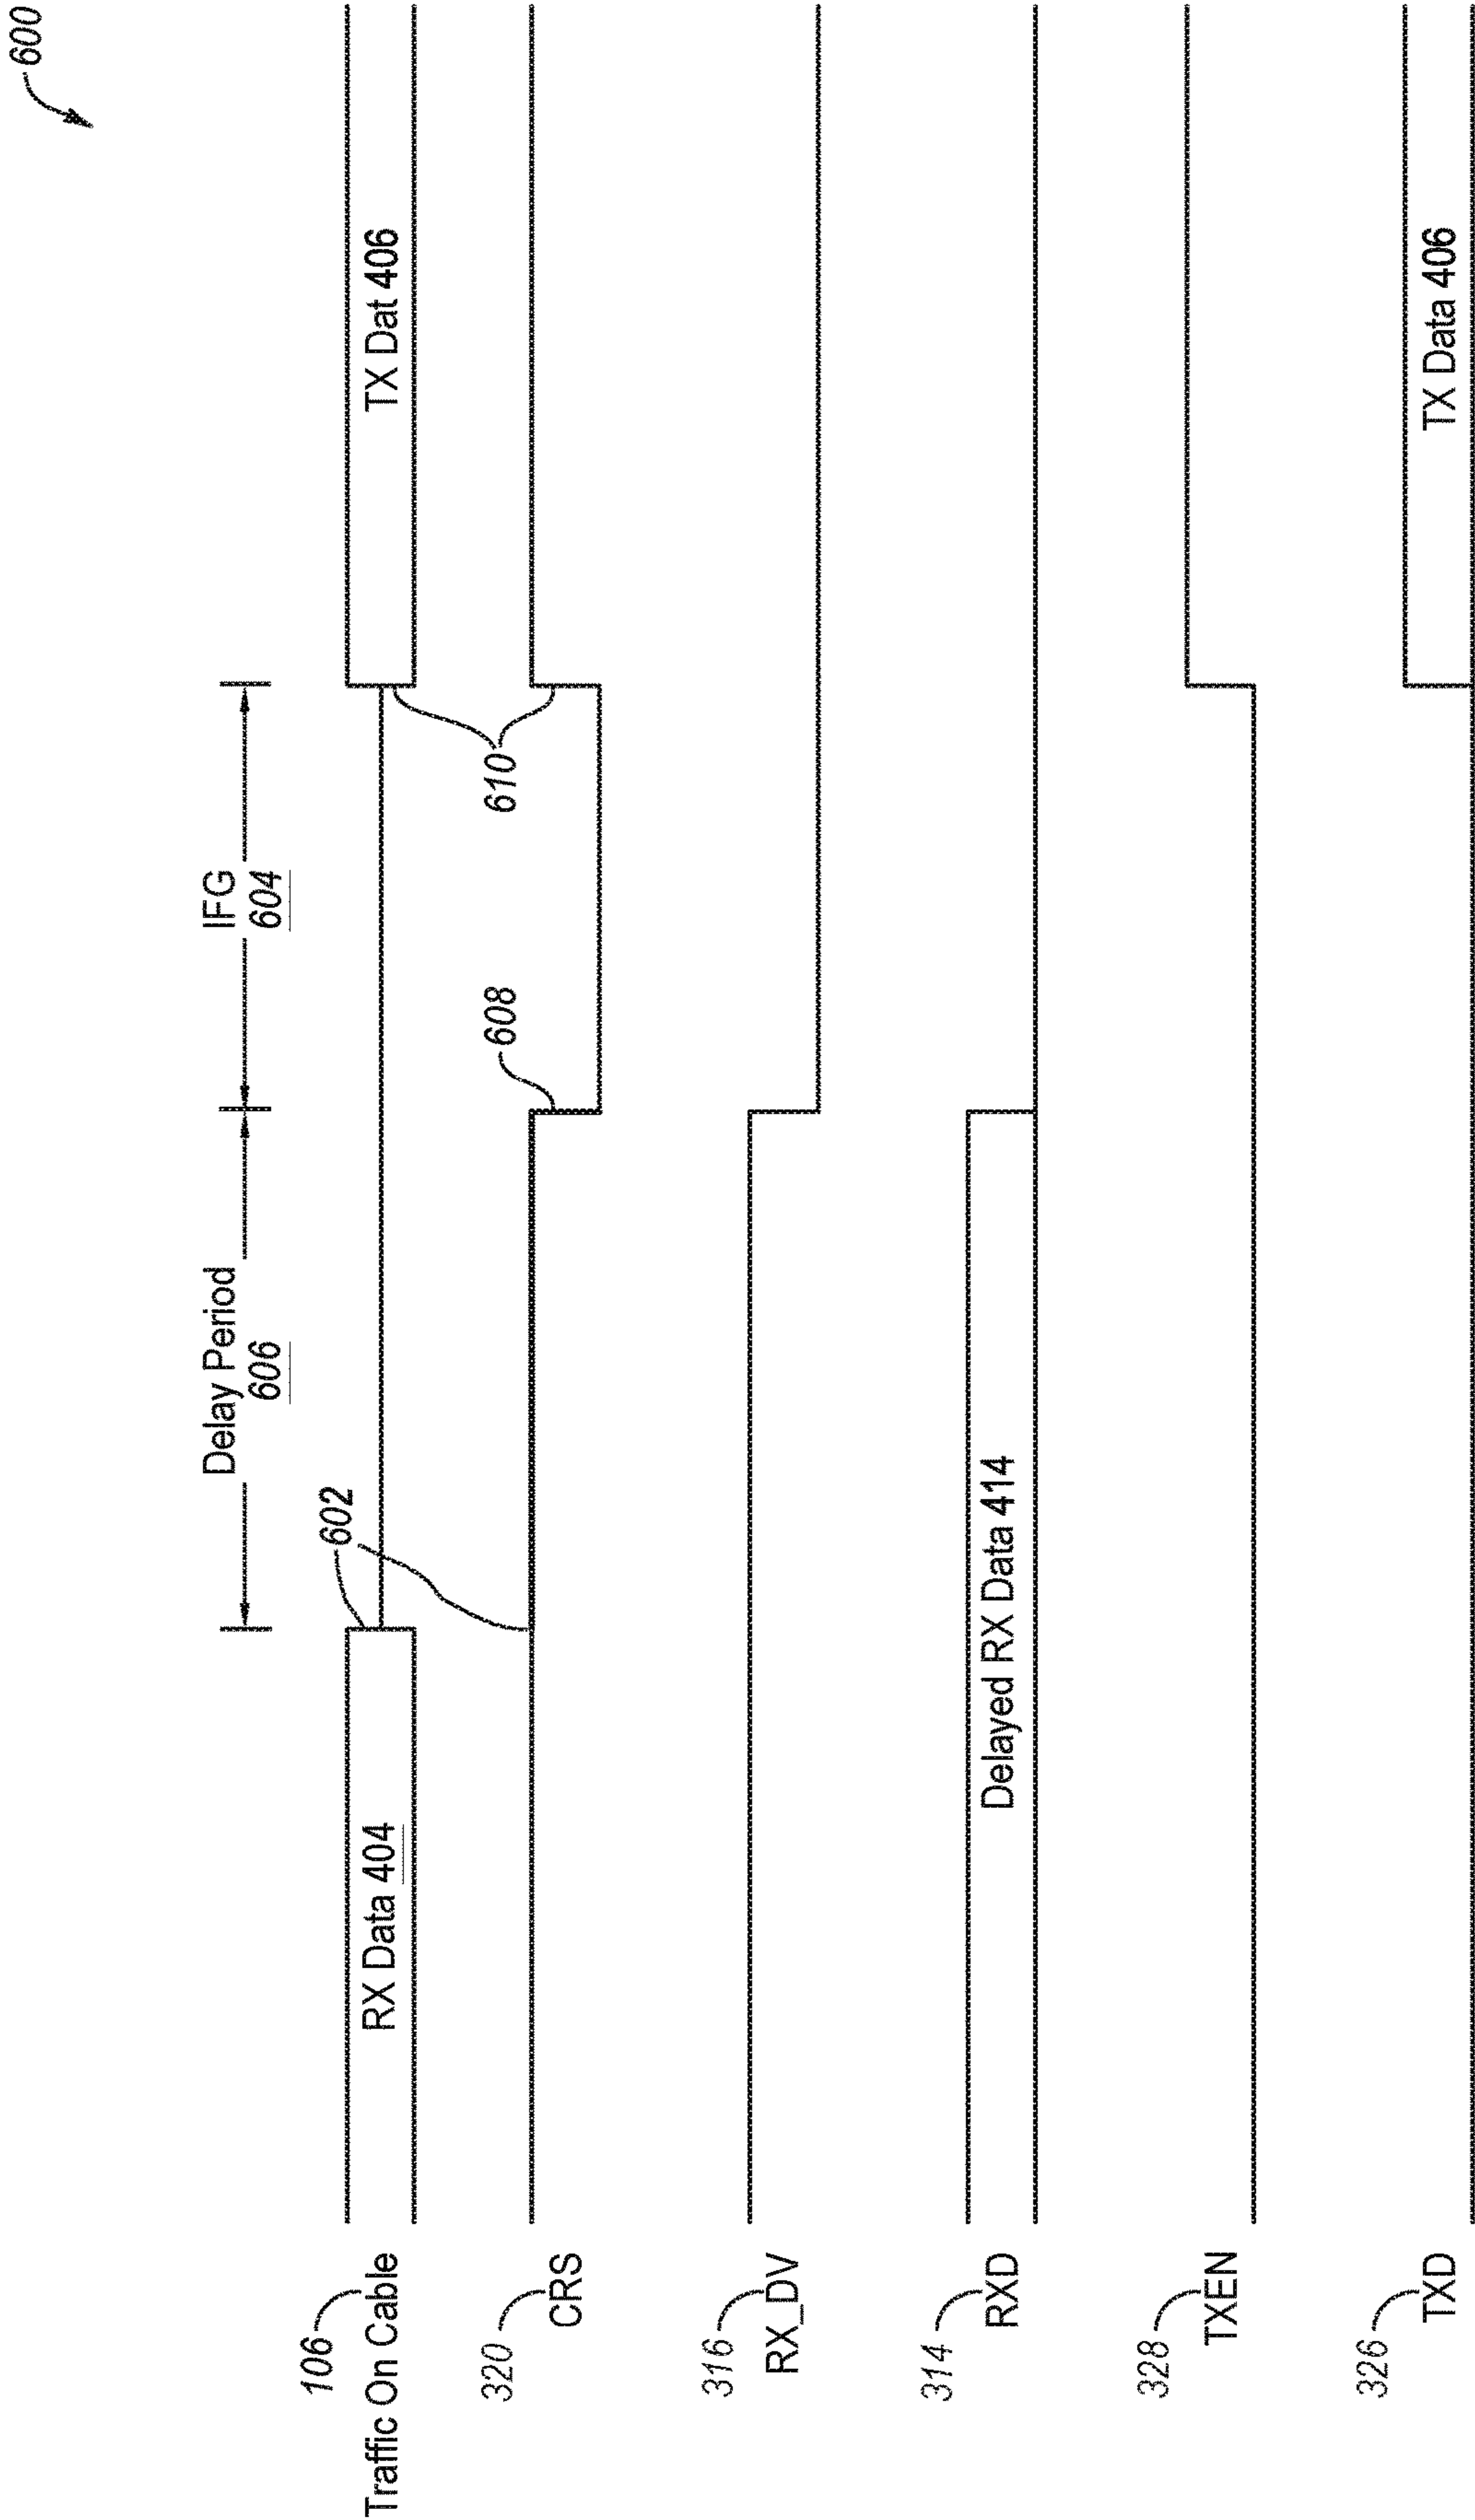 600
Delay Period
606
IFG
604
602
608
610
106
Traffic On Cable
RX Data 404
TX Dat 406
320
CRS
316
RX_DV
314
RXD
Delayed RX Data 414
328
TXEN
326
TXD
TX Data 406